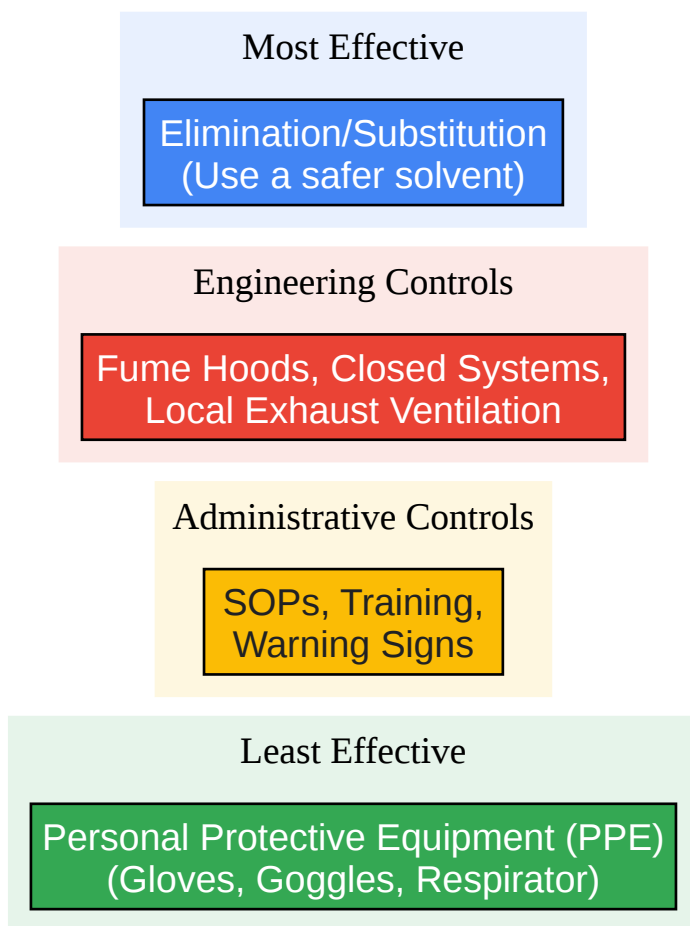 Most Effective
Elimination/Substitution
(Use a safer solvent)
Engineering Controls
Fume Hoods, Closed Systems,
Local Exhaust Ventilation
Administrative Controls
SOPs, Training,
Warning Signs
Least Effective
Personal Protective Equipment (PPE)
(Gloves, Goggles, Respirator)